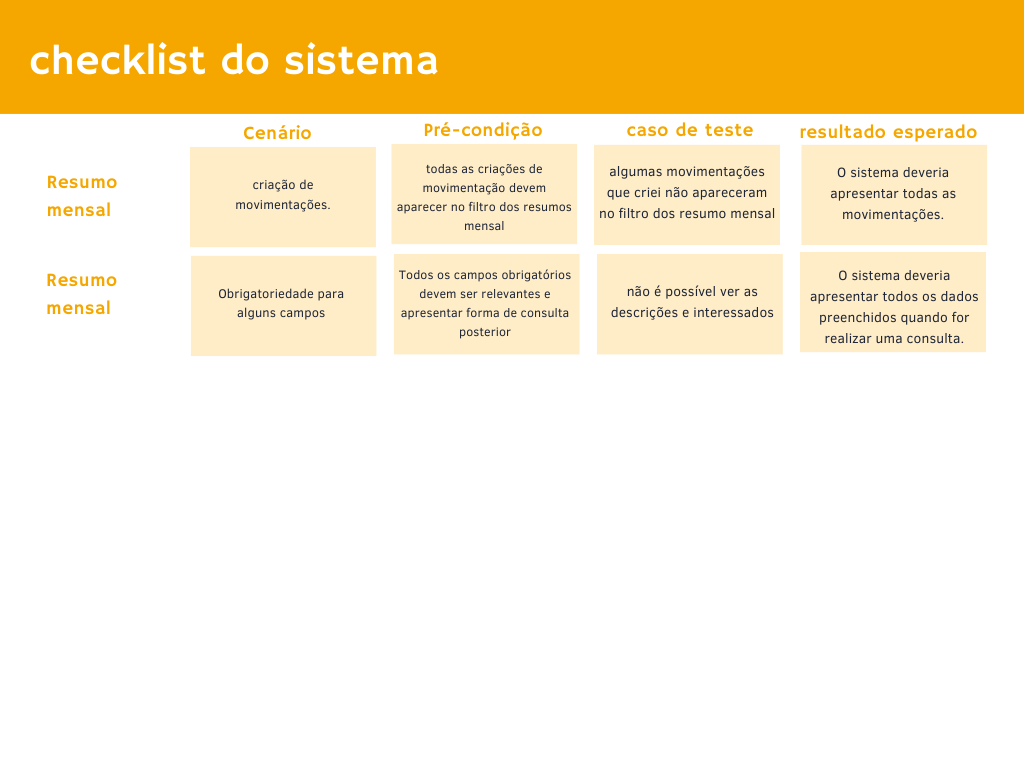 checklist do sistema
Cenário
Pré-condição
caso de teste
resultado esperado
Resumo
mensal
criação de
movimentações.
todas as criações de
movimentação devem
aparecer no filtro dos resumos
mensal
algumas movimentações
que criei não apareceram
no filtro dos resumo mensal
O sistema deveria
apresentar todas as
movimentações.
Resumo
mensal
Obrigatoriedade para
alguns campos
Todos os campos obrigatórios
devem ser relevantes e
apresentar forma de consulta
posterior
não é possível ver as
descrições e interessados
O sistema deveria
apresentar todos os dados
preenchidos quando for
realizar uma consulta.